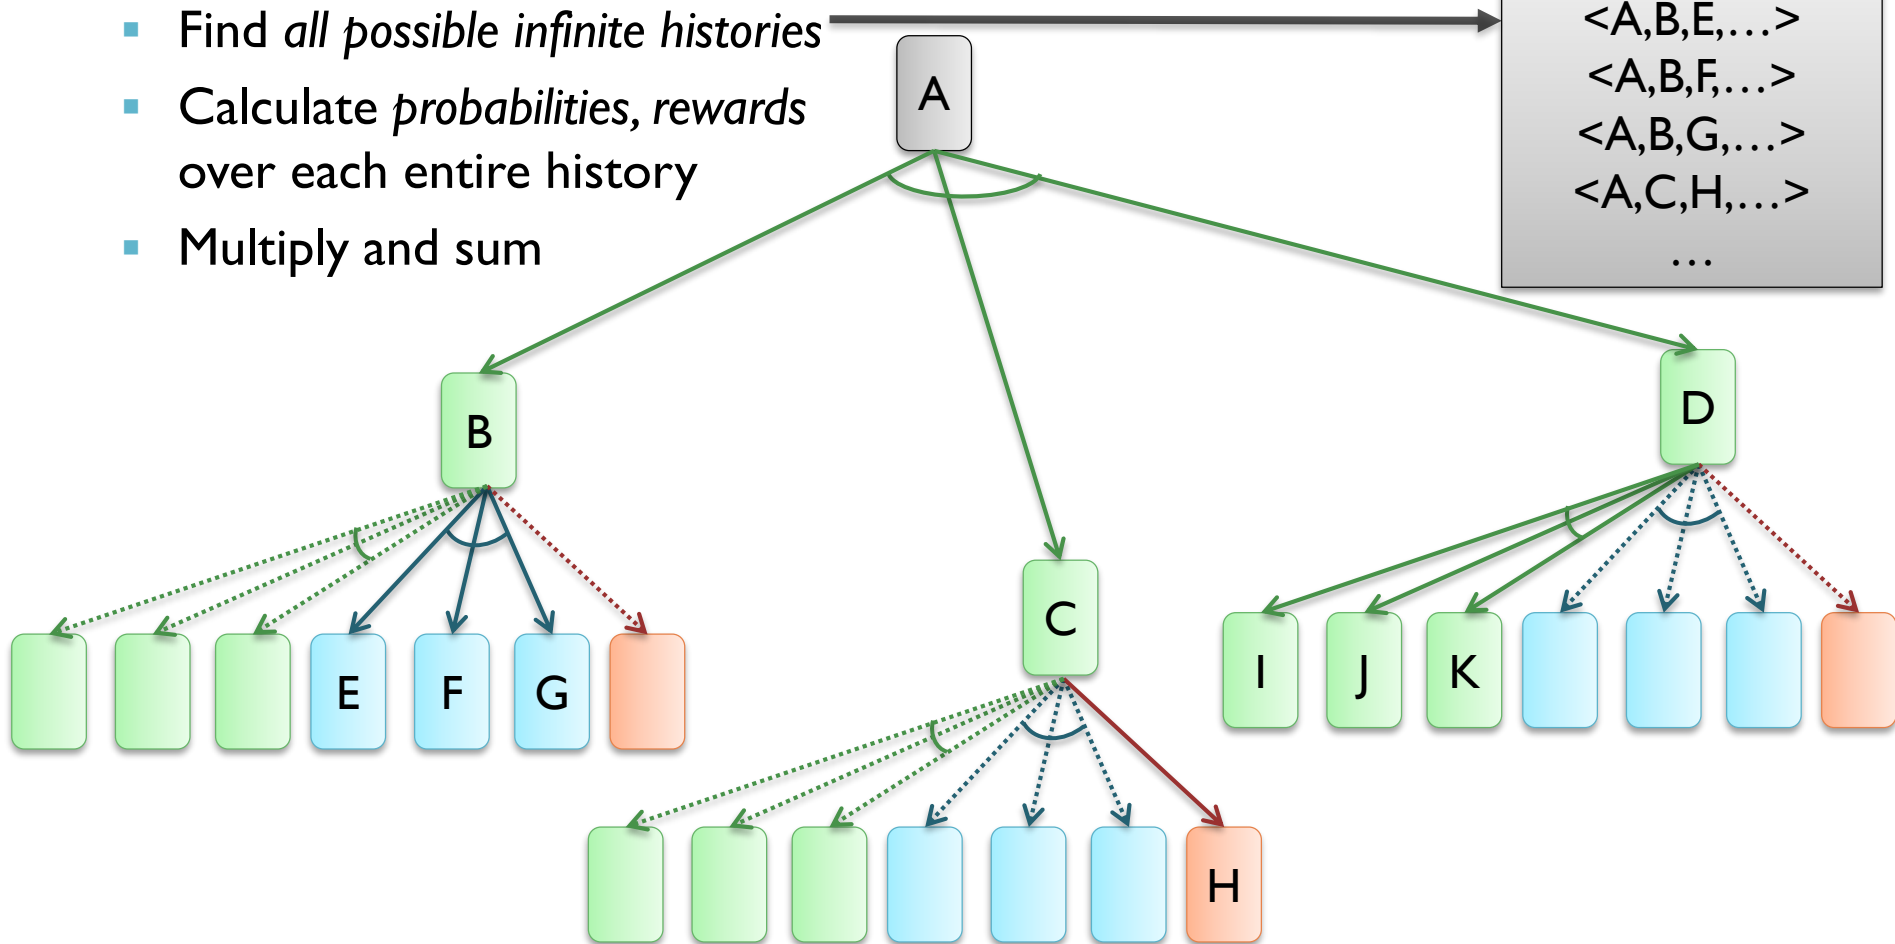 Find all possible infinite histories
Calculate probabilities, rewards
over each entire history
Multiply and sum
<A,B,E,…>
<A,B,F,…>
<A,B,G,…>
<A,C,H,…>
…
A
B
D
C
E
F
G
I
J
K
H